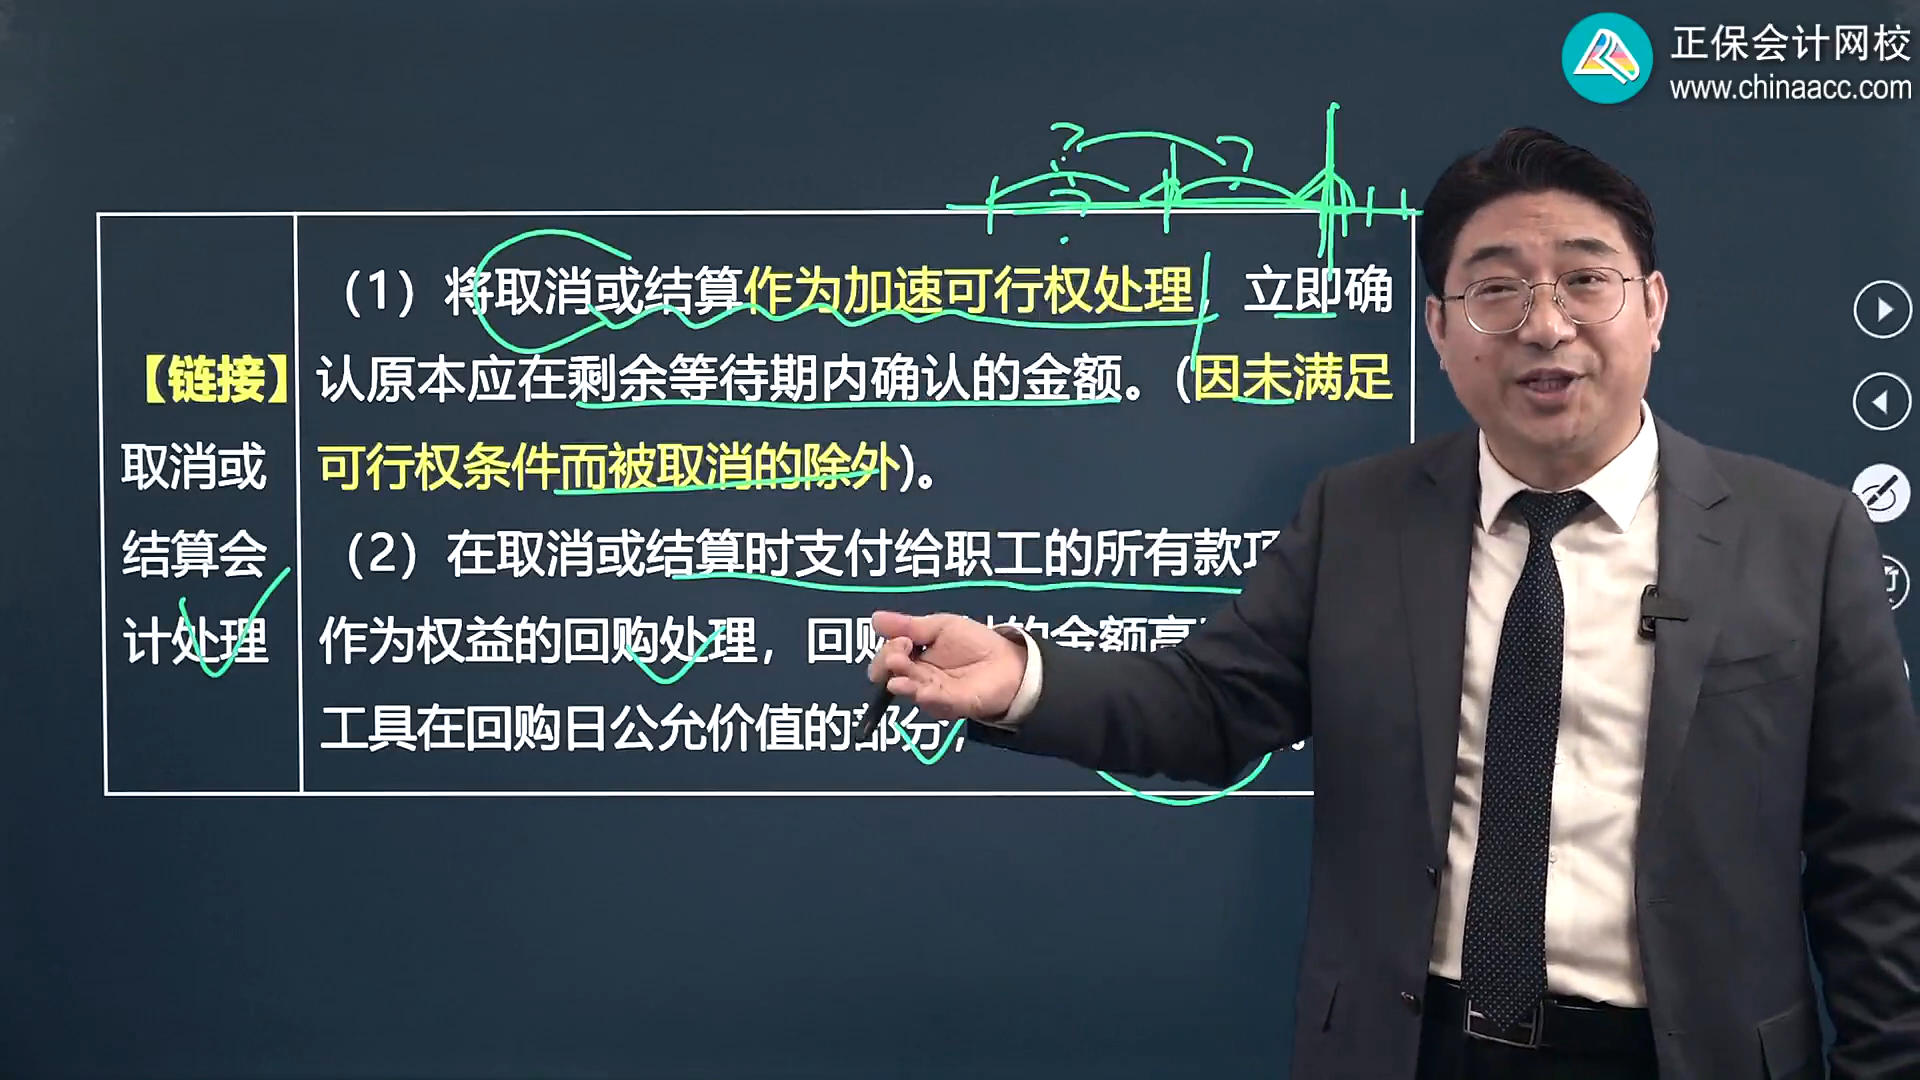 正保会计网校
www.chinaacc.com
【链接】
取消或
结算会
计处理
（1）将取消或结算作为加速可行权处理，立即确
认原本应在剩余等待期内确认的金额。（因未满足
可行权条件而被取消的除外）。
（2）在取消或结算时支付给职工的所有款
作为权益的回购处理，回购 的金额高
工具在回购日公允价值的部分，
? ?